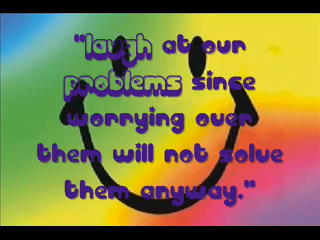 "laugh at our
problems since
worrying over
them will not solve
them anyway."